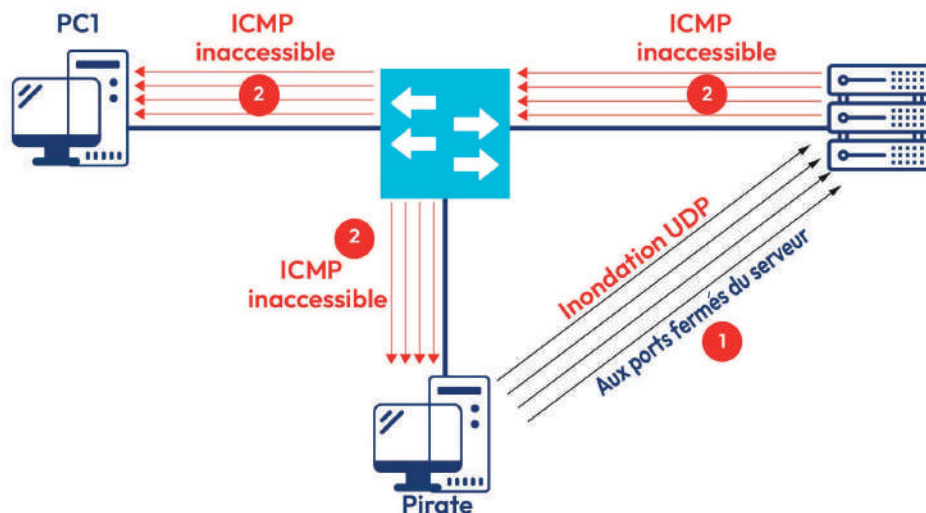 PC1
ICMP
inaccessible
2
ICMP
inaccessible
2
2
ICMP
inaccessible
Inondation UDP
Aux ports fermés du serveur
1
Pirate